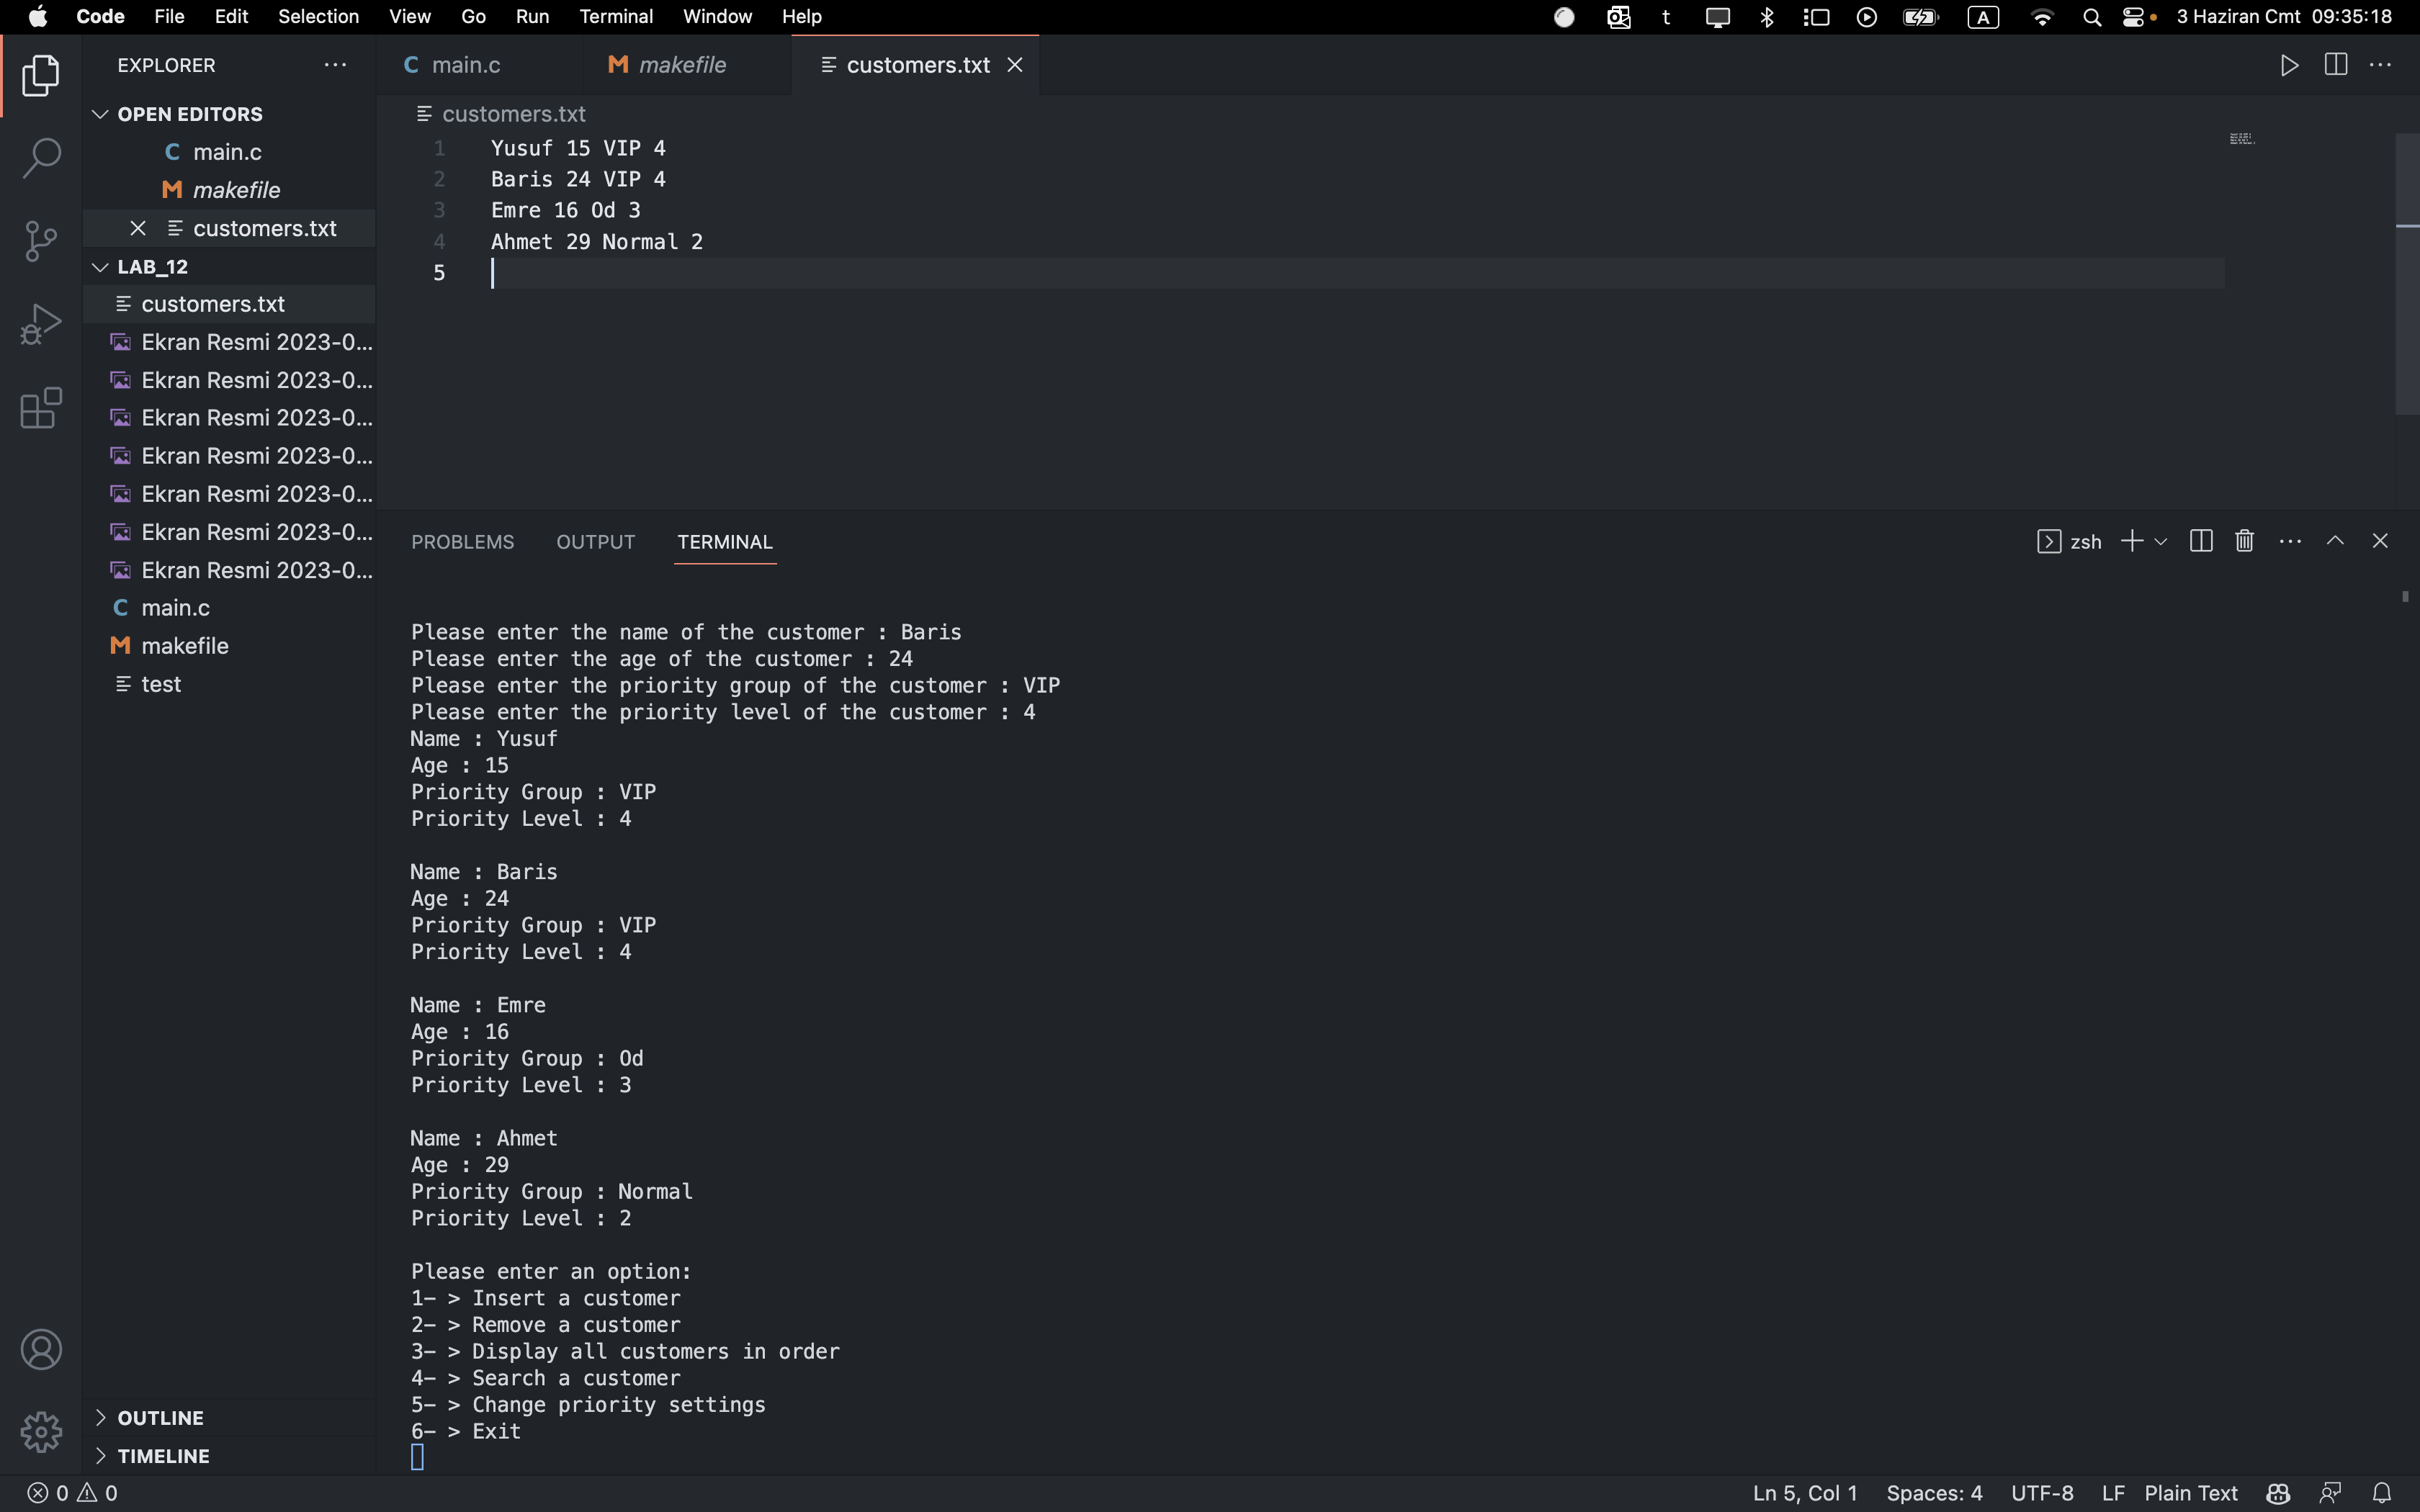 Code File Edit Selection View Go Run Terminal Window Help
t A 3 Haziran Cmt 09:35:18
EXPLORER
OPEN EDITORS
C main.c
M makefile
customers.txt
LAB_12
customers.txt
Ekran Resmi 2023-0...
Ekran Resmi 2023-0...
Ekran Resmi 2023-0...
Ekran Resmi 2023-0...
Ekran Resmi 2023-0...
Ekran Resmi 2023-0...
Ekran Resmi 2023-0...
C main.c
M makefile
test
OUTLINE
TIMELINE
C main.c M makefile customers.txt
customers.txt
1 Yusuf 15 VIP 4
2 Baris 24 VIP 4
3 Emre 16 Od 3
4 Ahmet 29 Normal 2
5
PROBLEMS OUTPUT TERMINAL
zsh
Please enter the name of the customer : Baris
Please enter the age of the customer : 24
Please enter the priority group of the customer : VIP
Please enter the priority level of the customer : 4
Name : Yusuf
Age : 15
Priority Group : VIP
Priority Level : 4
Name : Baris
Age : 24
Priority Group : VIP
Priority Level : 4
Name : Emre
Age : 16
Priority Group : Od
Priority Level : 3
Name : Ahmet
Age : 29
Priority Group : Normal
Priority Level : 2
Please enter an option:
1- > Insert a customer
2- > Remove a customer
3- > Display all customers in order
4- > Search a customer
5- > Change priority settings
6- > Exit
0 0
Ln 5, Col 1 Spaces: 4 UTF-8 LF Plain Text